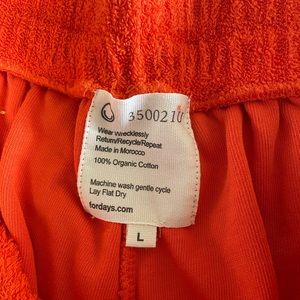 3500210
Wear Wrecklessly
Return/Recycle/Repeat
Made in Morocco
100% Organic Cotton
Machine wash gentle cycle
Lay Flat Dry
fordays.com
L